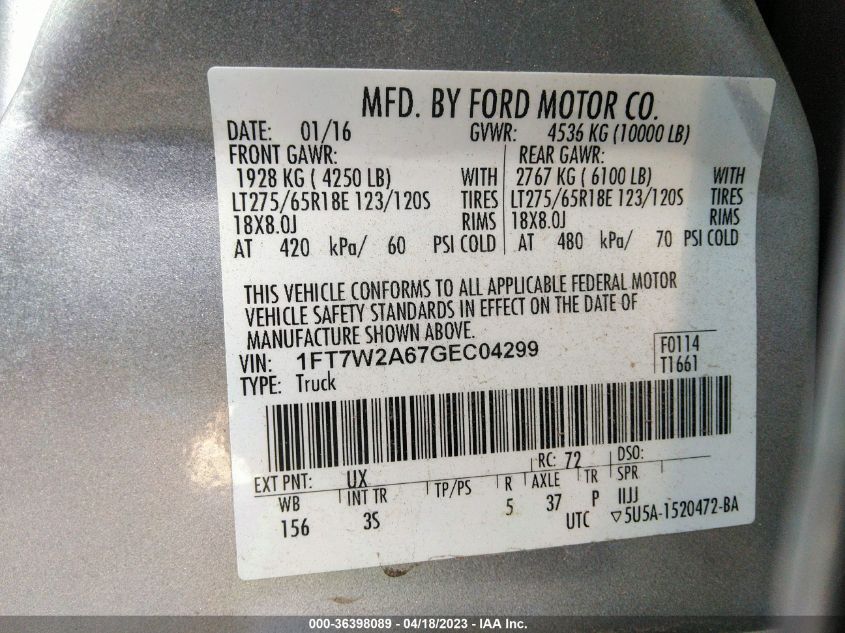 MFD. BY FORD MOTOR CO.
DATE: 01/16 GVWR: 4536 KG (10000 LB)
FRONT GAWR: REAR GAWR:
1928 KG ( 4250 LB) WITH 2767 KG ( 6100 LB) WITH
LT275/65R18E 123/120S TIRES LT275/65R18E 123/120S TIRES
18X8.0J RIMS 18X8.0J RIMS
AT 420 kPa/ 60 PSI COLD AT 480 kPa/ 70 PSI COLD
THIS VEHICLE CONFORMS TO ALL APPLICABLE FEDERAL MOTOR
VEHICLE SAFETY STANDARDS IN EFFECT ON THE DATE OF
MANUFACTURE SHOWN ABOVE.
VIN: 1FT7W2A67GEC04299 F0114
TYPE: Truck T1661
EXT PNT: UX RC: 72 DSO:
WB INT TR TP/PS R AXLE TR SPR
156 3S 5 37 P IIJJ
UTC ▽5U5A-1520472-BA
000-36398089 - 04/18/2023 - IAA Inc.